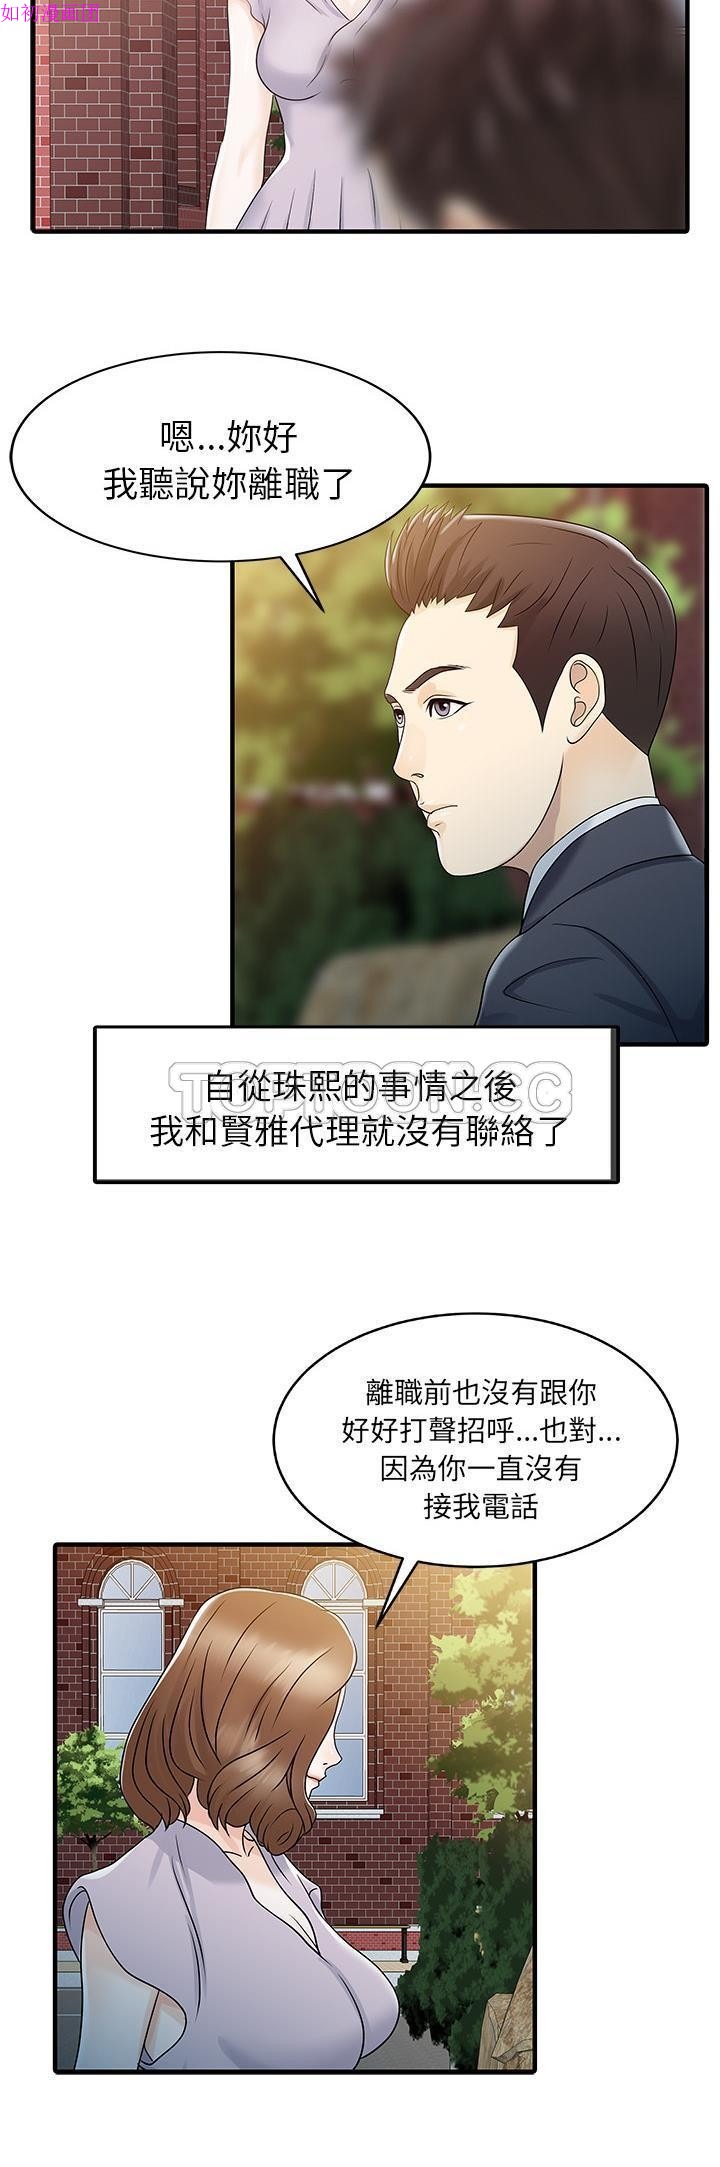 如初漫画团
嗯…妳好
我聽說妳離職了
TOPTOON.CC
自從珠熙的事情之後
我和賢雅代理就沒有聯絡了
離職前也沒有跟你
好好打聲招呼…也對…
因為你一直沒有
接我電話